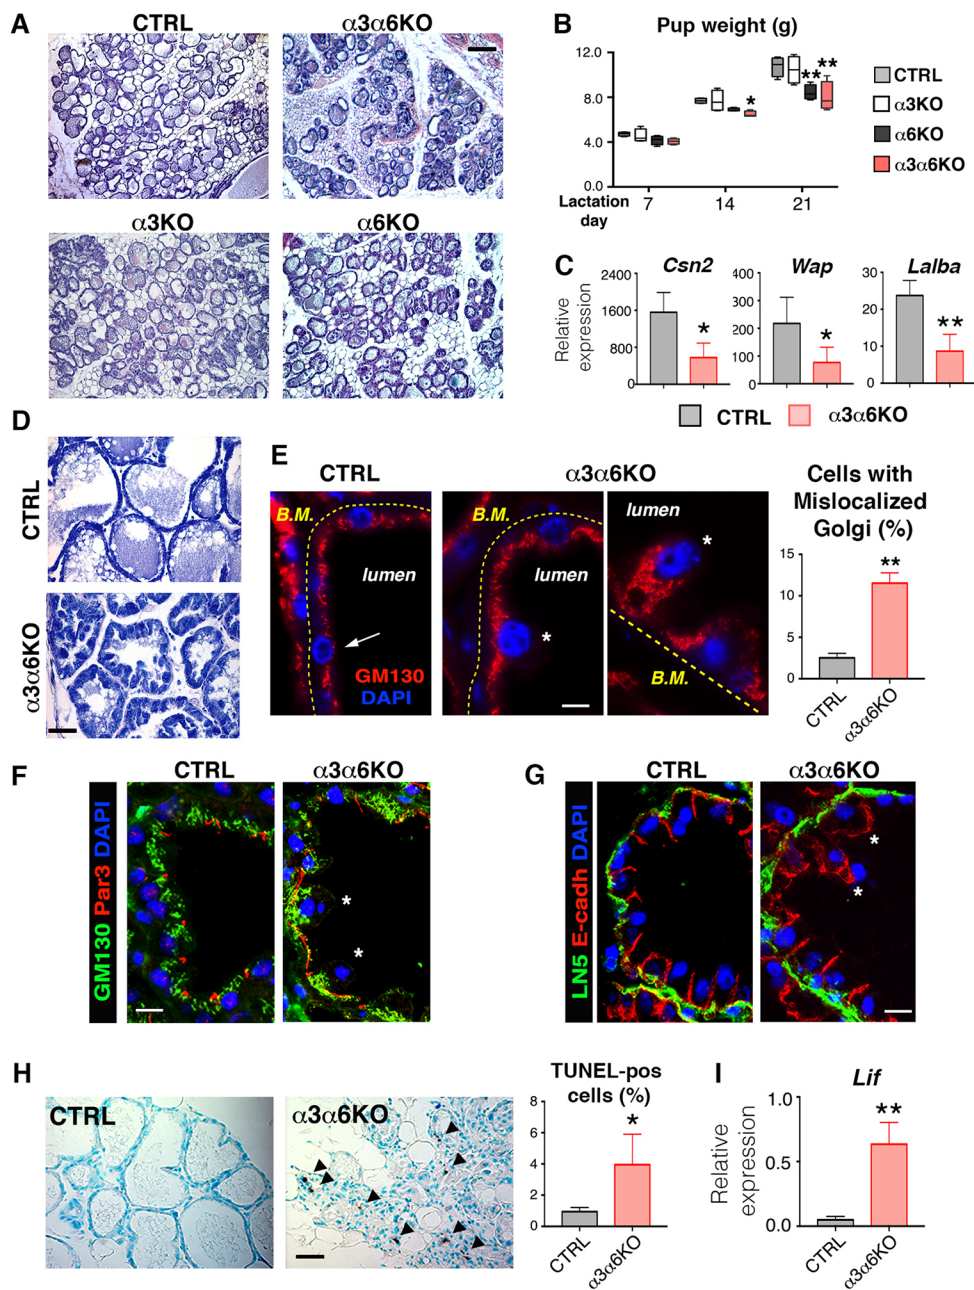 A
CTRL
α3α6KO
α3KO
α6KO
B
Pup weight (g)
12.0
8.0
4.0
0.0
*
**
**
Lactation
day
7
14
21
CTRL
α3KO
α6KO
α3α6KO
C
Csn2
Wap
Lalba
Relative
expression
2400
1600
800
0
*
400
300
200
100
0
*
30
20
10
0
**
CTRL
α3α6KO
D
CTRL
α3α6KO
E
CTRL
α3α6KO
B.M.
lumen
GM130
DAPI
B.M.
lumen
*
lumen
*
B.M.
Cells with
Mislocalized
Golgi (%)
15
10
5
0
**
CTRL
α3α6KO
F
CTRL
α3α6KO
GM130 Par3 DAPI
*
*
G
CTRL
α3α6KO
LN5 E-cadh DAPI
*
*
H
CTRL
α3α6KO
TUNEL-pos
cells (%)
8
6
4
2
0
*
CTRL
α3α6KO
I
Lif
Relative
expression
1.0
0.5
0.0
**
CTRL
α3α6KO